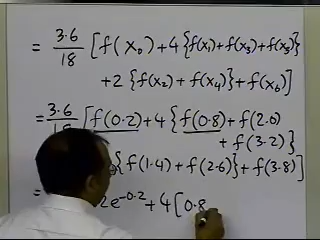 = 3.6/18 [f(x₀)+4{f(x₁)+f(x₃)+f(x₅)}
+2{f(x₂)+f(x₄)}+f(x₆)]
= 3.6/18 [f(0.2)+4{f(0.8)+f(2.0)
+f(3.2)}
{f(1.4)+f(2.6)}+f(3.8)]
= 2e^-0.2 +4[0.8